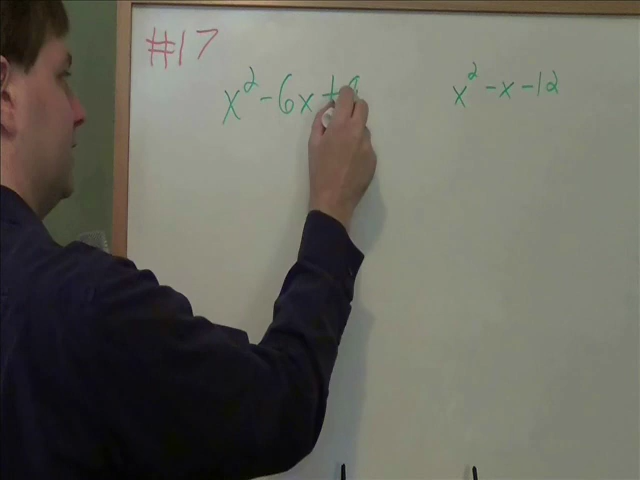 #17
x² - 6x +
x² - x - 12